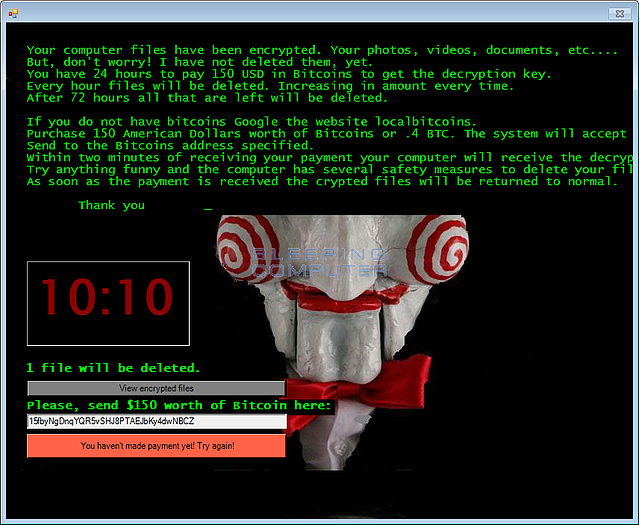 Your computer files have been encrypted. Your photos, videos, documents, etc....
But, don't worry! I have not deleted them, yet.
You have 24 hours to pay 150 USD in Bitcoins to get the decryption key.
Every hour files will be deleted. Increasing in amount every time.
After 72 hours all that are left will be deleted.
If you do not have bitcoins Google the website localbitcoins.
Purchase 150 American Dollars worth of Bitcoins or .4 BTC. The system will accept
Send to the Bitcoins address specified.
Within two minutes of receiving your payment your computer will receive the decryp
Try anything funny and the computer has several safety measures to delete your fil
As soon as the payment is received the crypted files will be returned to normal.
Thank you _
BLEEPING
COMPUTER
10:10
1 file will be deleted.
View encrypted files
Please, send $150 worth of Bitcoin here:
15fbyNgDnqYQR5vSHJ8PTAEJbKy4dwNBCZ
You haven't made payment yet! Try again!